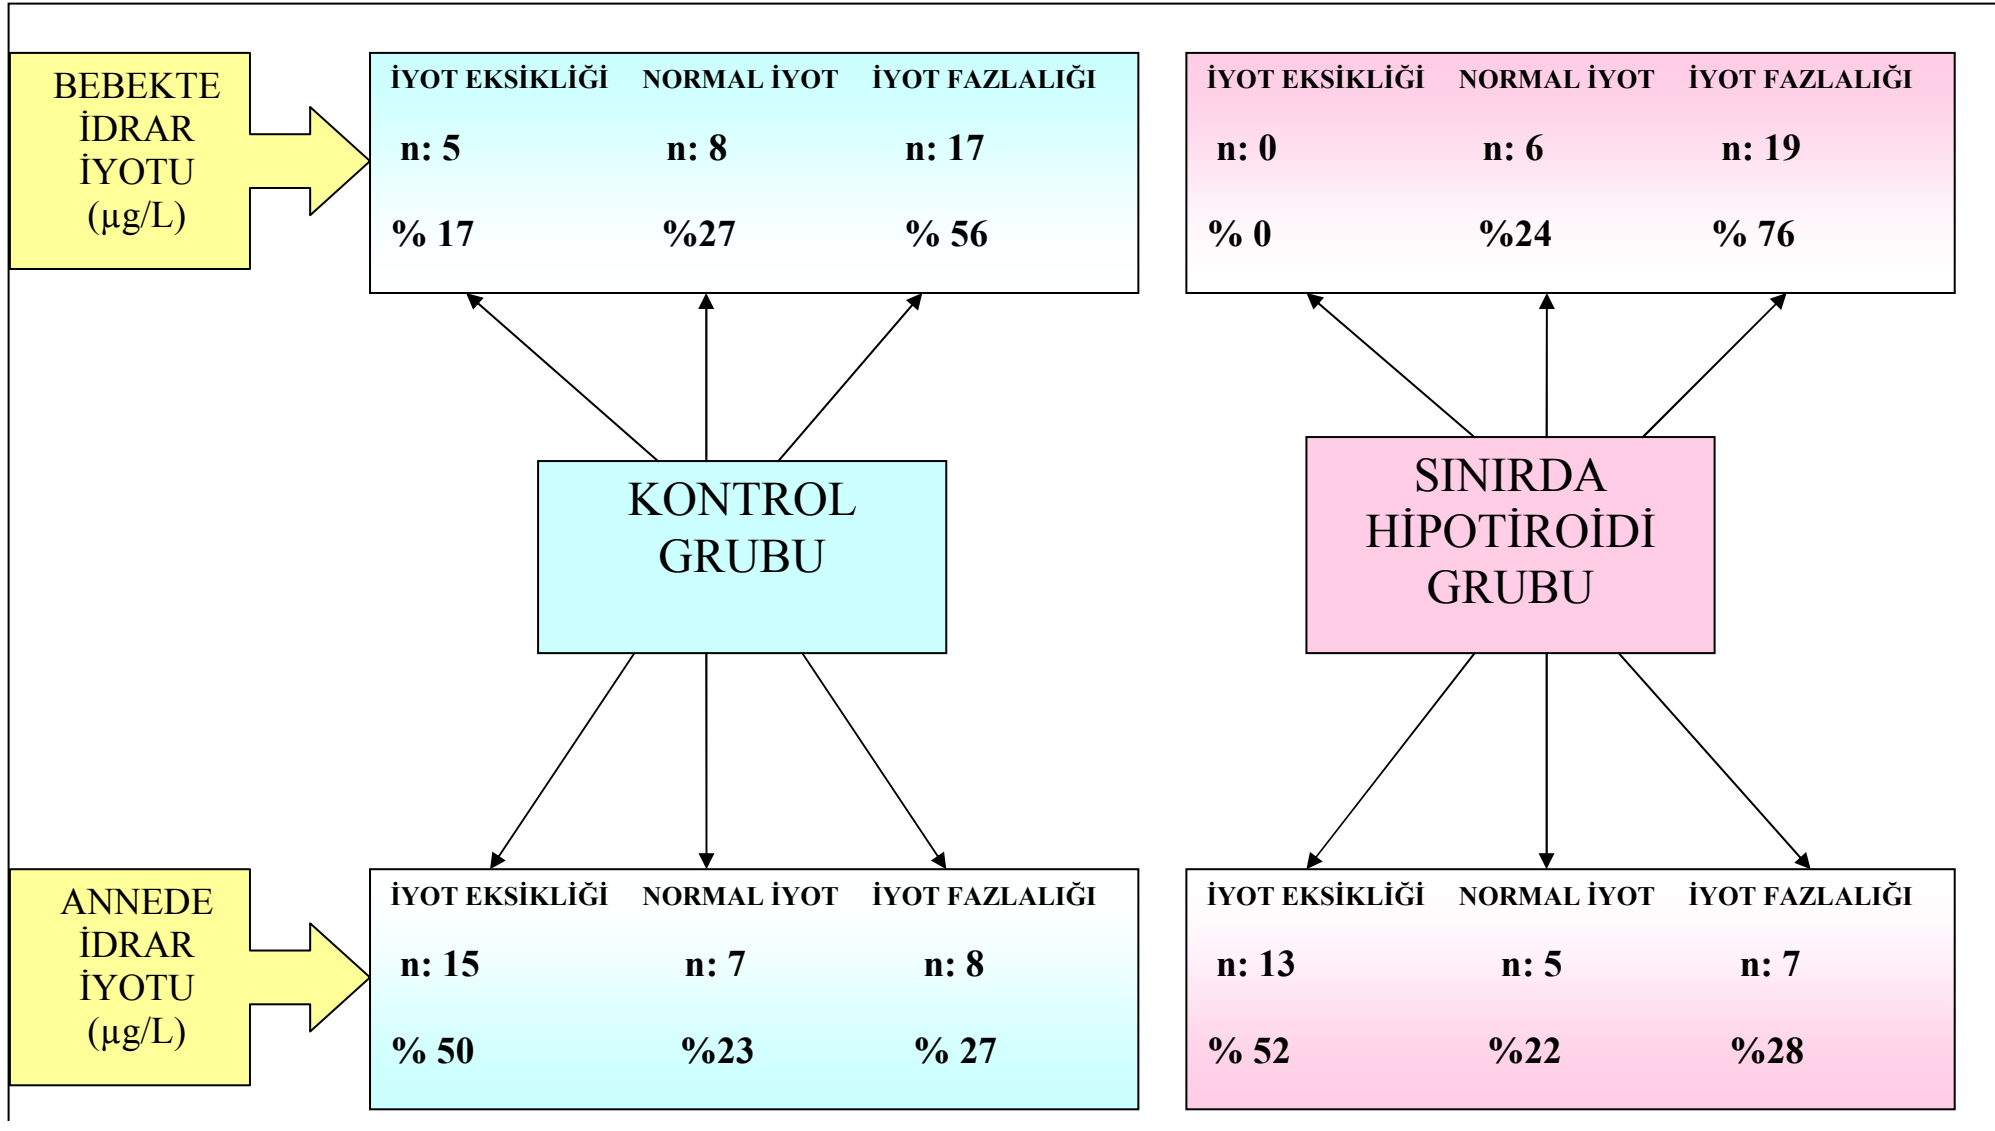 BEBEKTE
İDRAR
İYOTU
(µg/L)
İYOT EKSİKLİĞİ NORMAL İYOT İYOT FAZLALIĞI
n: 5 n: 8 n: 17
% 17 %27 % 56
İYOT EKSİKLİĞİ NORMAL İYOT İYOT FAZLALIĞI
n: 0 n: 6 n: 19
% 0 %24 % 76
KONTROL
GRUBU
SINIRDA
HİPOTİROİDİ
GRUBU
ANNEDE
İDRAR
İYOTU
(µg/L)
İYOT EKSİKLİĞİ NORMAL İYOT İYOT FAZLALIĞI
n: 15 n: 7 n: 8
% 50 %23 % 27
İYOT EKSİKLİĞİ NORMAL İYOT İYOT FAZLALIĞI
n: 13 n: 5 n: 7
% 52 %22 %28